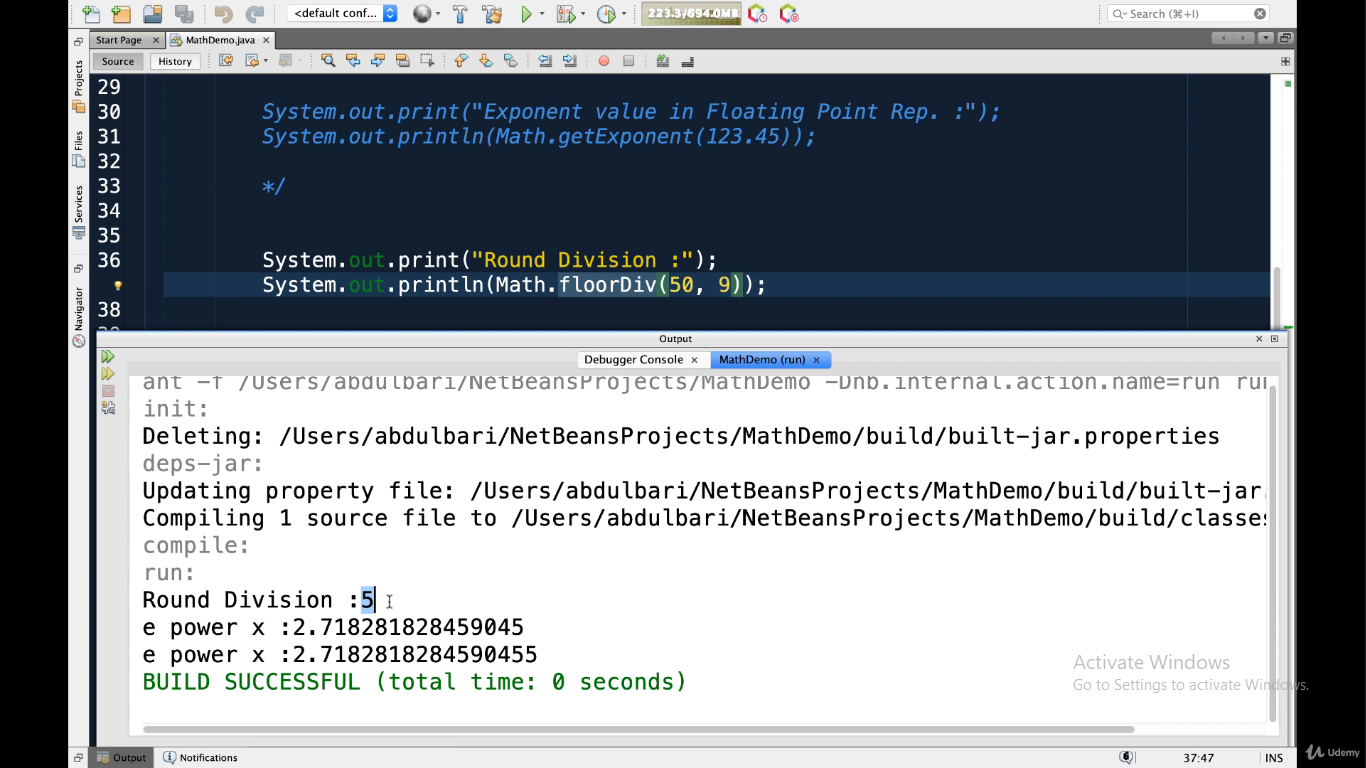 <default conf...
223.3/694.0MB
Search (⌘+I)
Start Page
MathDemo.java
Source
History
Projects
Files
Services
Navigator
29
30 System.out.print("Exponent value in Floating Point Rep. :");
31 System.out.println(Math.getExponent(123.45));
32
33 */
34
35
36 System.out.print("Round Division :");
System.out.println(Math.floorDiv(50, 9));
38
Output
Debugger Console
MathDemo (run)
ant -f /Users/abdulbari/NetBeansProjects/MathDemo -Dnb.internal.action.name=run run
init:
Deleting: /Users/abdulbari/NetBeansProjects/MathDemo/build/built-jar.properties
deps-jar:
Updating property file: /Users/abdulbari/NetBeansProjects/MathDemo/build/built-jar.
Compiling 1 source file to /Users/abdulbari/NetBeansProjects/MathDemo/build/classes
compile:
run:
Round Division :5
e power x :2.718281828459045
e power x :2.7182818284590455
BUILD SUCCESSFUL (total time: 0 seconds)
Activate Windows
Go to Settings to activate Windows.
Output
Notifications
6
37:47
INS
Udemy